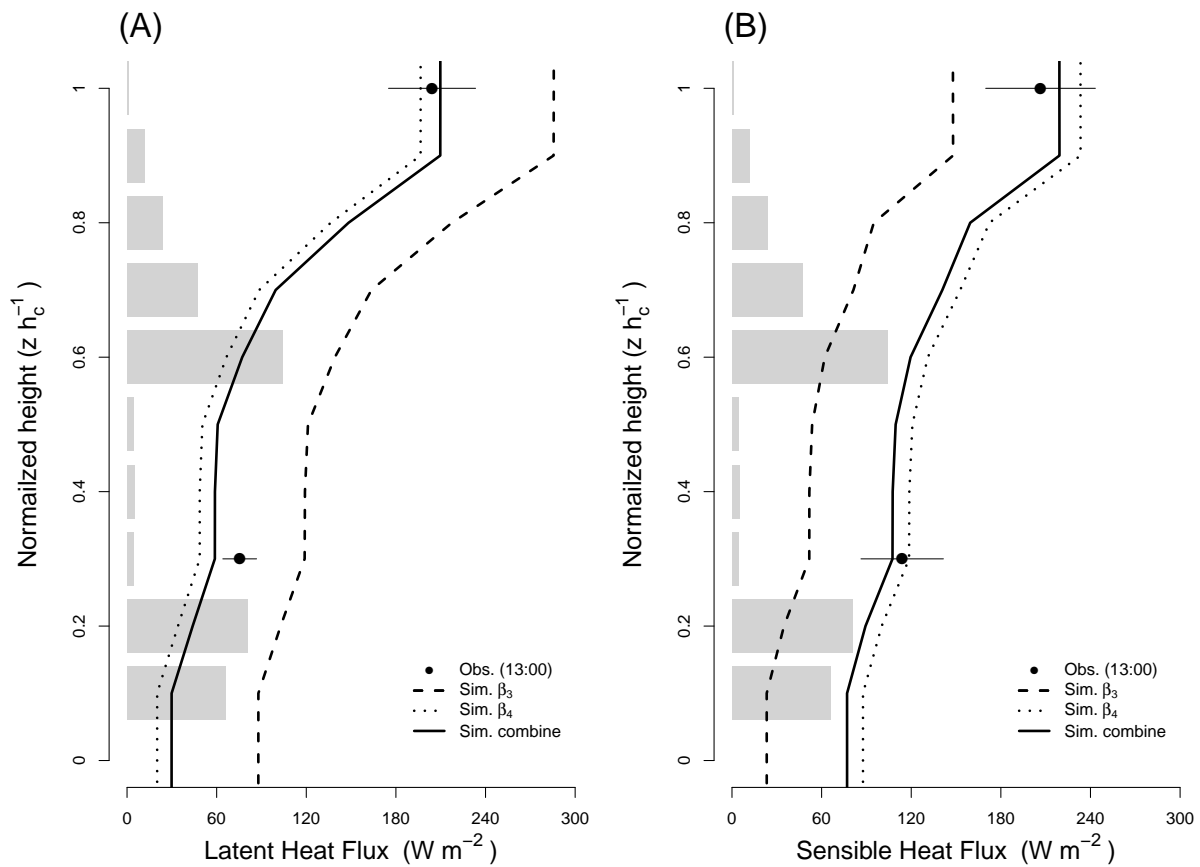 (A)
(B)
Normailzed height (z h_c^{-1})
1
0.8
0.6
0.4
0.2
0
Obs. (13:00)
Sim. β₃
Sim. β₄
Sim. combine
0 60 120 180 240 300
Latent Heat Flux (W m⁻²)
Normailzed height (z h_c^{-1})
1
0.8
0.6
0.4
0.2
0
Obs. (13:00)
Sim. β₃
Sim. β₄
Sim. combine
0 60 120 180 240 300
Sensible Heat Flux (W m⁻²)